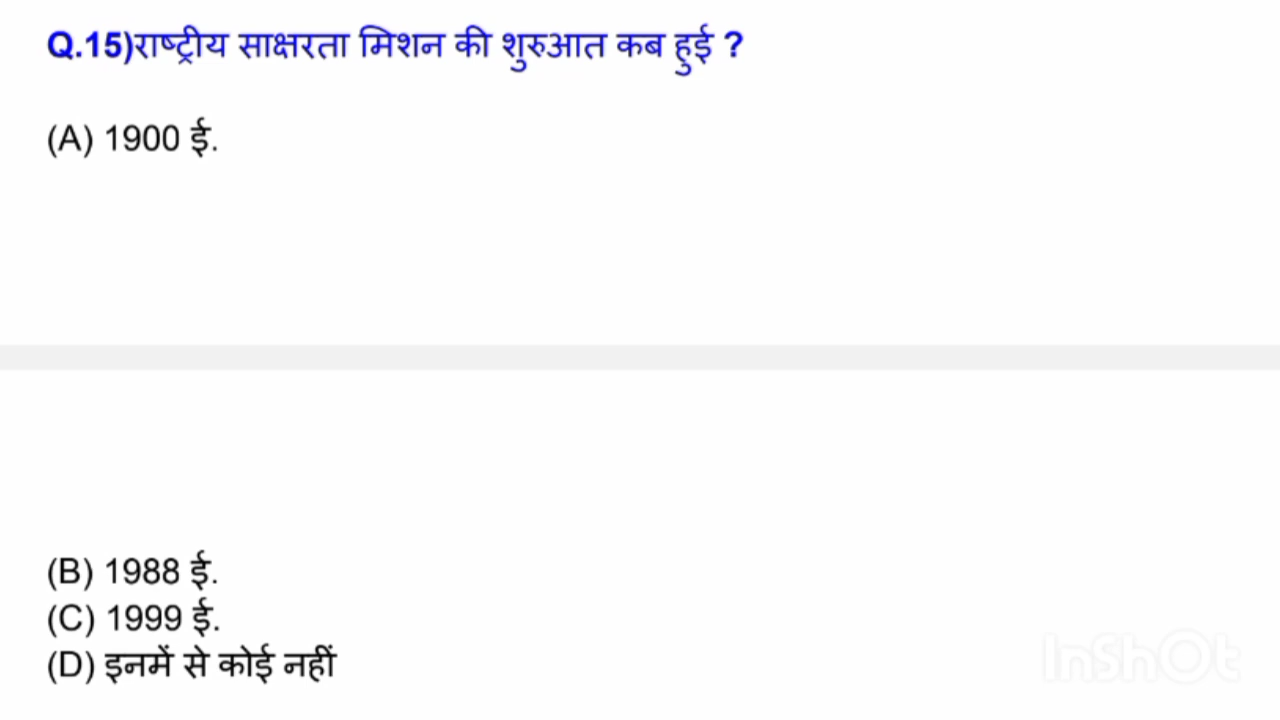 Q.15)राष्ट्रीय साक्षरता मिशन की शुरुआत कब हुई ?
(A) 1900 ई.
(B) 1988 ई.
(C) 1999 ई.
(D) इनमें से कोई नहीं
InShOt